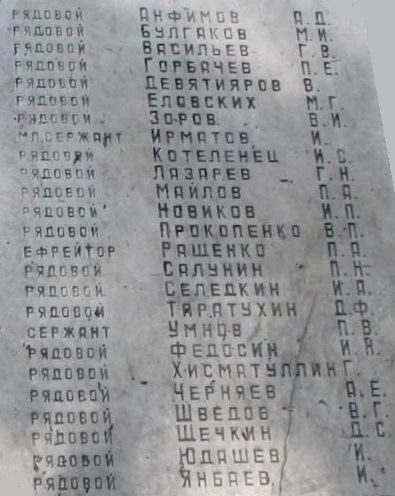 РЯДОВОЙ АНФИМОВ А.Д.
РЯДОВОЙ БУЛГАКОВ М.И.
РЯДОВОЙ ВАСИЛЬЕВ Г.В.
РЯДОВОЙ ГОРБАЧЕВ П.Е.
РЯДОВОЙ ДЕВЯТИЯРОВ В.
РЯДОВОЙ ЕЛОВСКИХ М.Г.
РЯДОВОЙ ЗОРОВ В.И.
МЛ.СЕРЖАНТ ИРМАТОВ И.
РЯДОВОЙ КОТЕЛЕНЕЦ И.С.
РЯДОВОЙ ЛАЗАРЕВ Г.Н.
РЯДОВОЙ МАЙЛОВ П.А.
РЯДОВОЙ НОВИКОВ И.П.
РЯДОВОЙ ПРОКОПЕНКО В.П.
ЕФРЕЙТОР РАЩЕНКО П.А.
РЯДОВОЙ САЛУНИН П.Н.
РЯДОВОЙ СЕЛЕДКИН И.А.
РЯДОВОЙ ТАРАТУХИН Д.Ф.
СЕРЖАНТ УМНОВ П.В.
РЯДОВОЙ ФЕДОСИН И.Я.
РЯДОВОЙ ХИСМАТУЛЛИН Г.
РЯДОВОЙ ЧЕРНЯЕВ А.Е.
РЯДОВОЙ ШВЕДОВ В.Г.
РЯДОВОЙ ЩЕЧКИН Д.С.
РЯДОВОЙ ЮДАШЕВ И.
РЯДОВОЙ ЯНБАЕВ И.